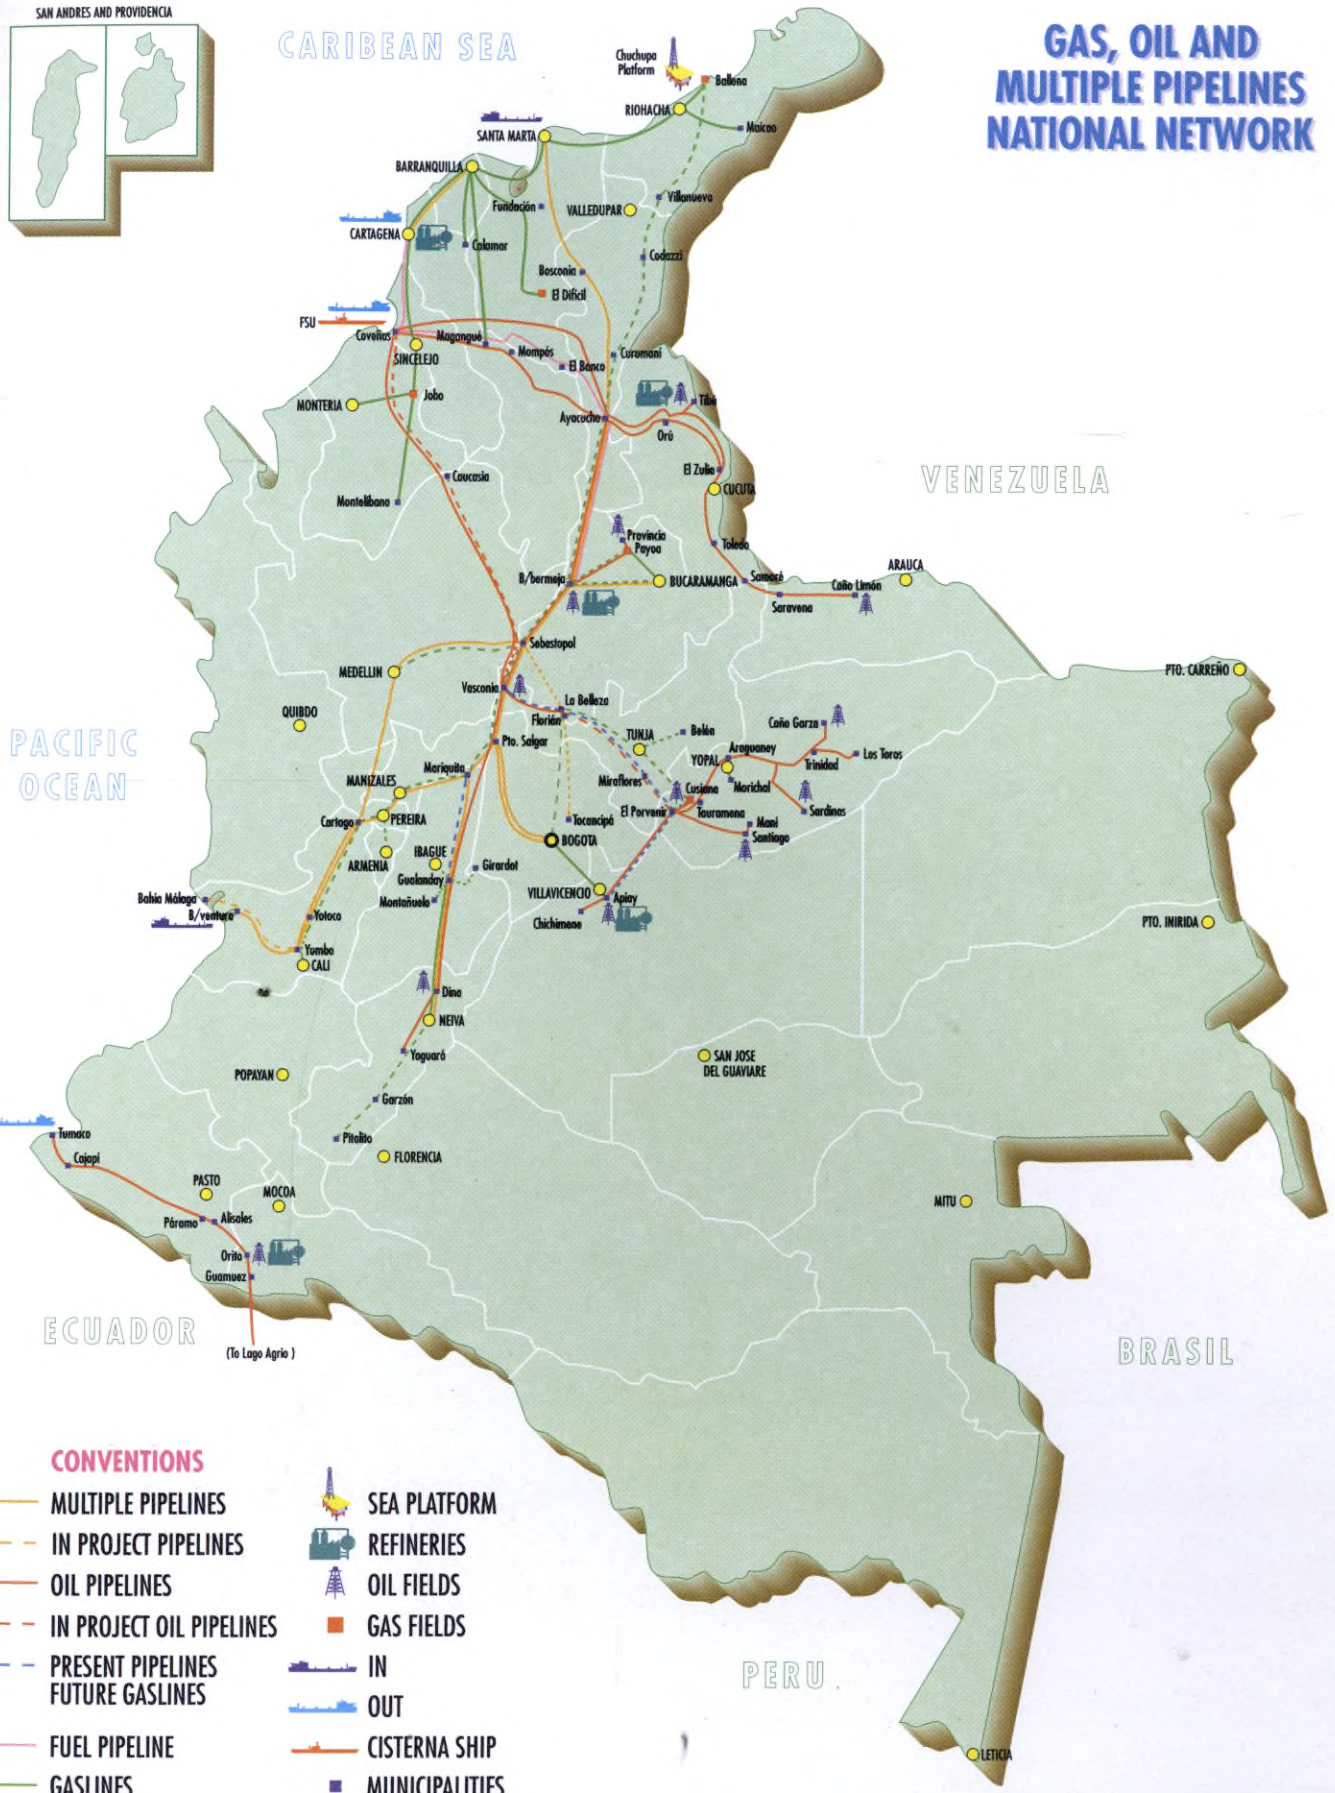 SAN ANDRES AND PROVIDENCIA
CARIBEAN SEA
GAS, OIL AND
MULTIPLE PIPELINES
NATIONAL NETWORK
Chuchupa
Platform
Ballena
RIOHACHA
Maicao
SANTA MARTA
BARRANQUILLA
Villanueva
Fundación
VALLEDUPAR
CARTAGENA
Calamar
Codazzi
Bosconia
El Difícil
FSU
Coveñas
Magangué
Mompós
Curumaní
SINCELEJO
El Banco
Jobo
MONTERIA
Tibú
Ayacucho
Orú
El Zulia
VENEZUELA
Caucasia
CUCUTA
Montelíbano
Provincia
Payoa
Toledo
B/bermeja
BUCARAMANGA
Samoré
ARAUCA
Caño Limón
Saravena
Sebastopol
MEDELLIN
PTO. CARREÑO
Vasconia
La Belleza
QUIBDO
Florián
Caño Garza
PACIFIC
OCEAN
TUNJA
Belén
Pto. Salgar
Araguaney
Los Toros
YOPAL
Trinidad
Mariquita
MANIZALES
Miraflores
Morichal
Cusiana
Cartago
PEREIRA
El Porvenir
Tauramena
Sardinas
Tocancipá
Maní
Santiago
BOGOTA
ARMENIA
IBAGUE
Girardot
Gualanday
Bahía Málaga
Montañuelo
VILLAVICENCIO
Apiay
B/ventura
Yotoco
Chichimene
PTO. INIRIDA
Yumbo
CALI
Dina
NEIVA
Yaguará
SAN JOSE
DEL GUAVIARE
POPAYAN
Garzón
Tumaco
Pitalito
Cajapí
FLORENCIA
PASTO
MOCOA
MITU
Páramo
Alisales
Orito
Guamuez
ECUADOR
(To Lago Agrio )
BRASIL
CONVENTIONS
MULTIPLE PIPELINES
SEA PLATFORM
IN PROJECT PIPELINES
REFINERIES
OIL PIPELINES
OIL FIELDS
IN PROJECT OIL PIPELINES
GAS FIELDS
PRESENT PIPELINES
FUTURE GASLINES
IN
OUT
PERU
FUEL PIPELINE
CISTERNA SHIP
GASLINES
MUNICIPALITIES
LETICIA